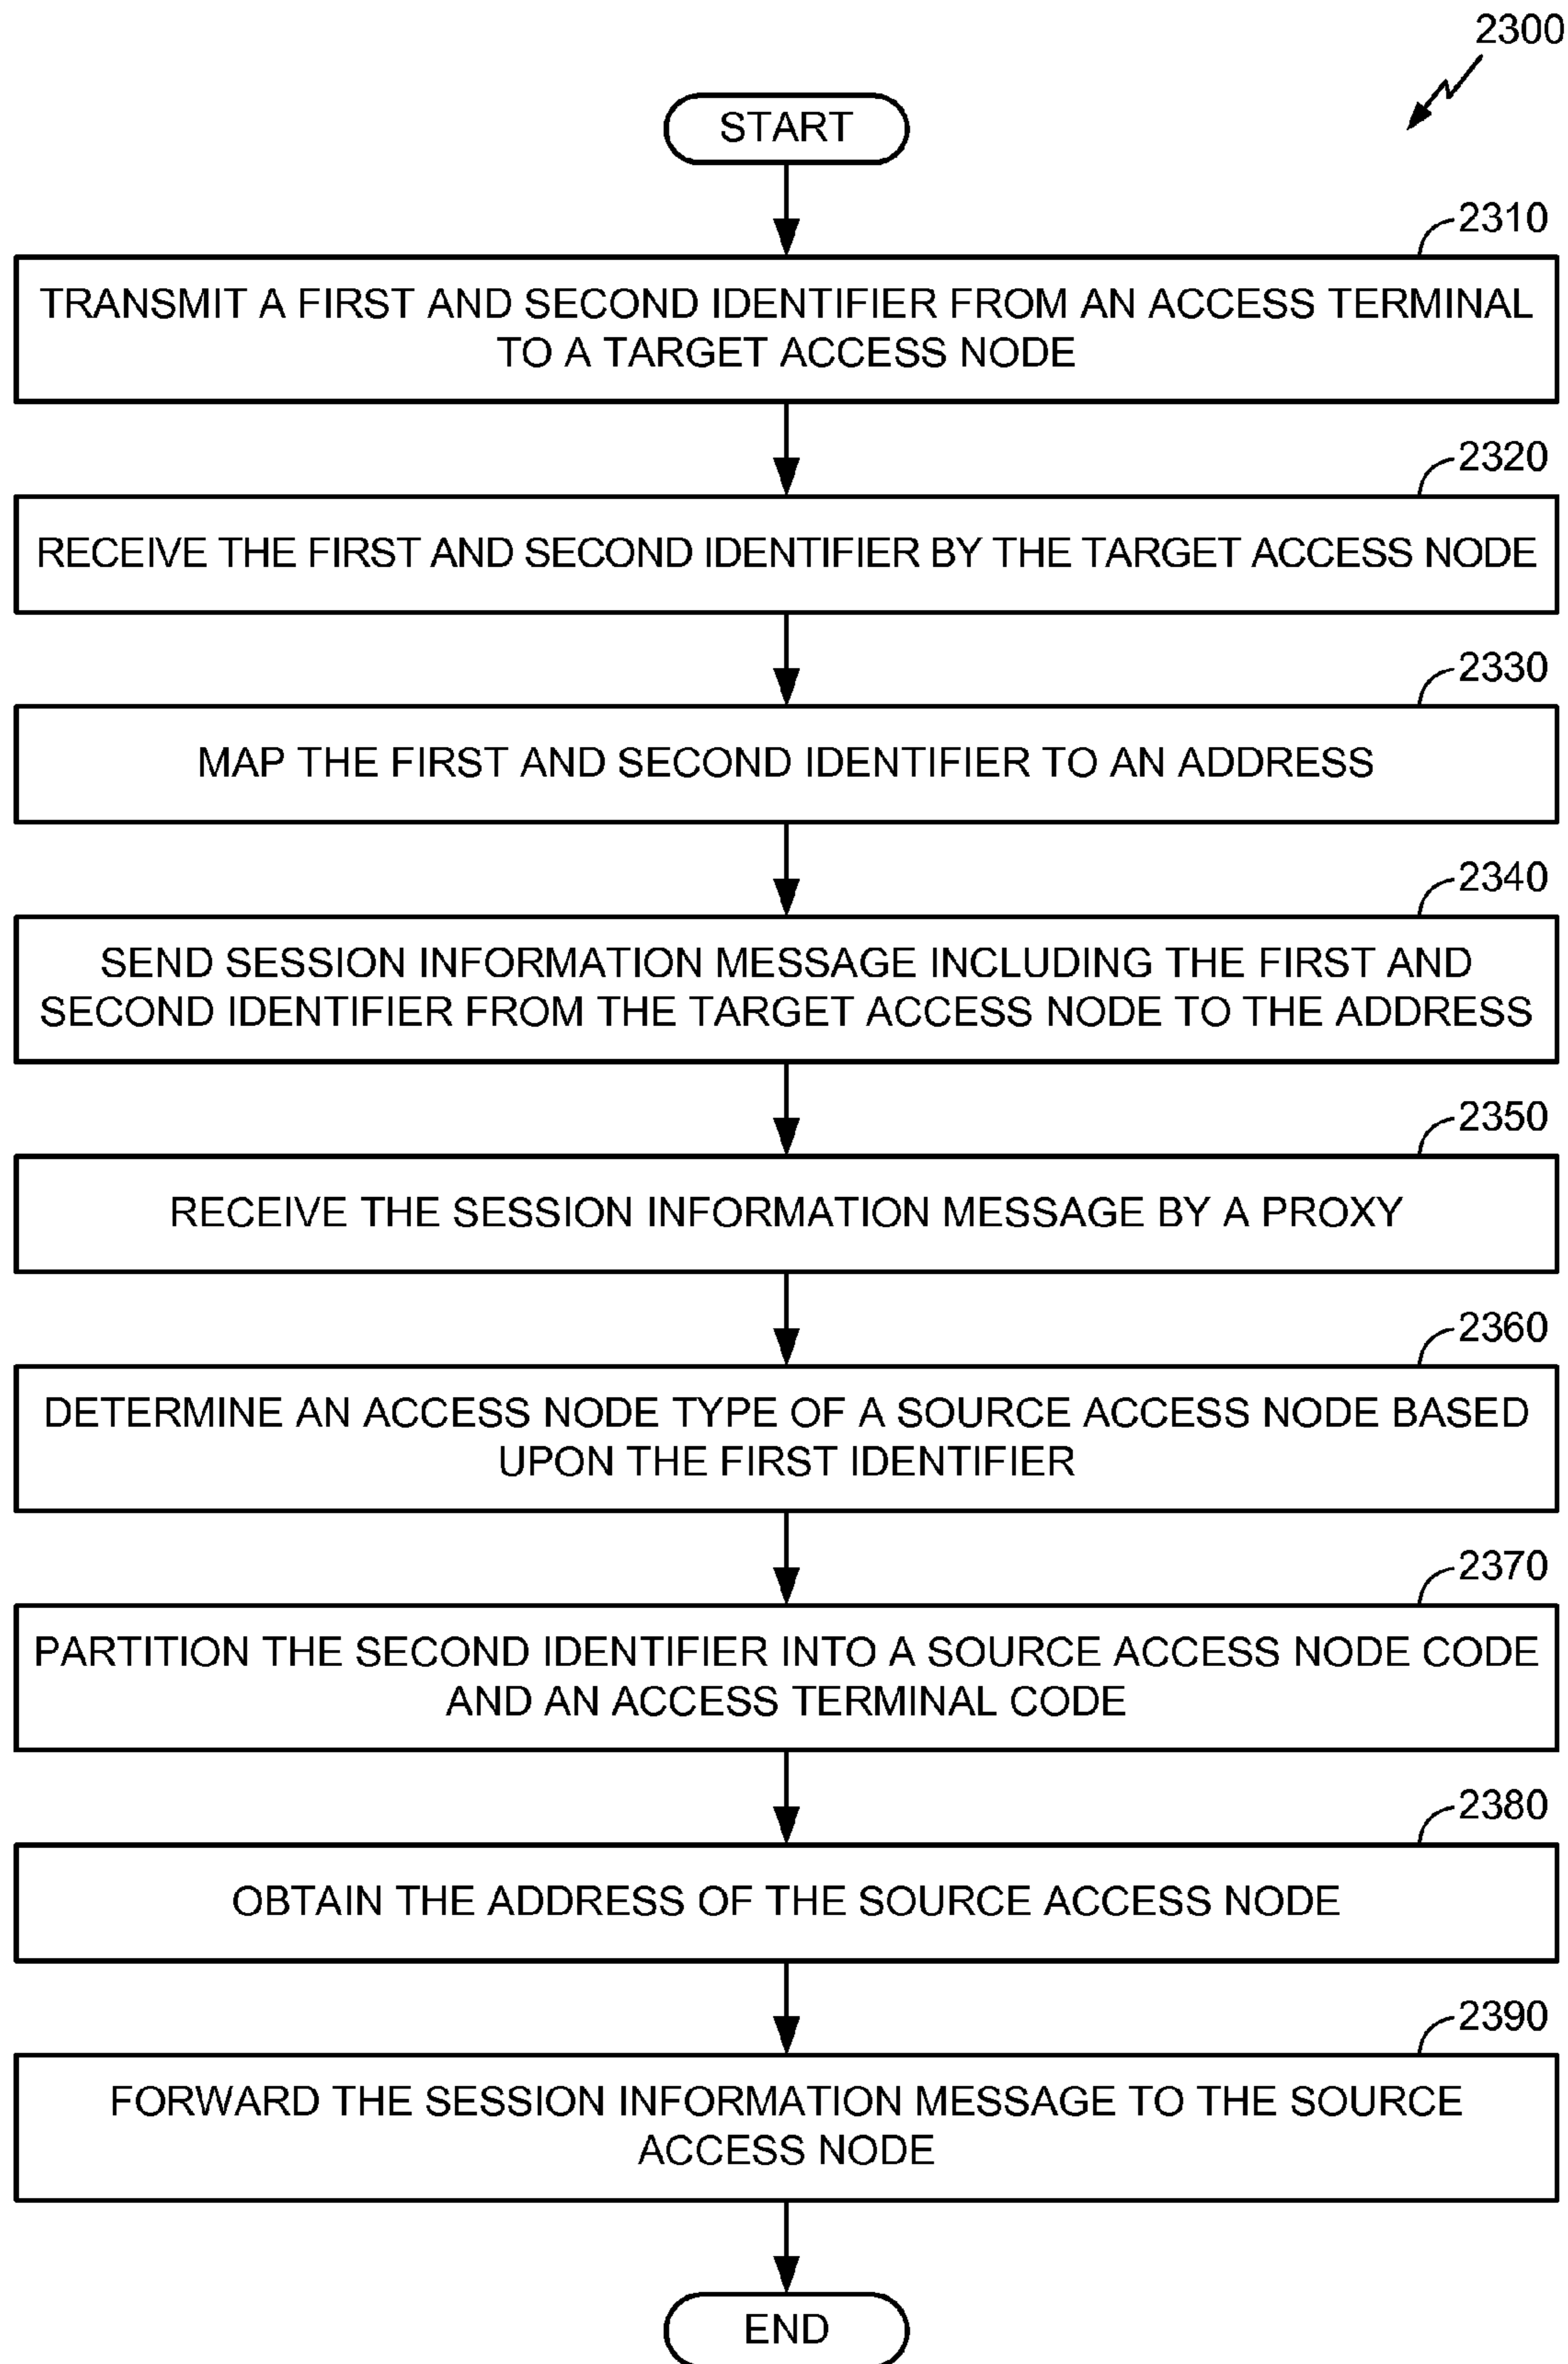 2300
START
2310
TRANSMIT A FIRST AND SECOND IDENTIFIER FROM AN ACCESS TERMINAL
TO A TARGET ACCESS NODE
2320
RECEIVE THE FIRST AND SECOND IDENTIFIER BY THE TARGET ACCESS NODE
2330
MAP THE FIRST AND SECOND IDENTIFIER TO AN ADDRESS
2340
SEND SESSION INFORMATION MESSAGE INCLUDING THE FIRST AND
SECOND IDENTIFIER FROM THE TARGET ACCESS NODE TO THE ADDRESS
2350
RECEIVE THE SESSION INFORMATION MESSAGE BY A PROXY
2360
DETERMINE AN ACCESS NODE TYPE OF A SOURCE ACCESS NODE BASED
UPON THE FIRST IDENTIFIER
2370
PARTITION THE SECOND IDENTIFIER INTO A SOURCE ACCESS NODE CODE
AND AN ACCESS TERMINAL CODE
2380
OBTAIN THE ADDRESS OF THE SOURCE ACCESS NODE
2390
FORWARD THE SESSION INFORMATION MESSAGE TO THE SOURCE
ACCESS NODE
END